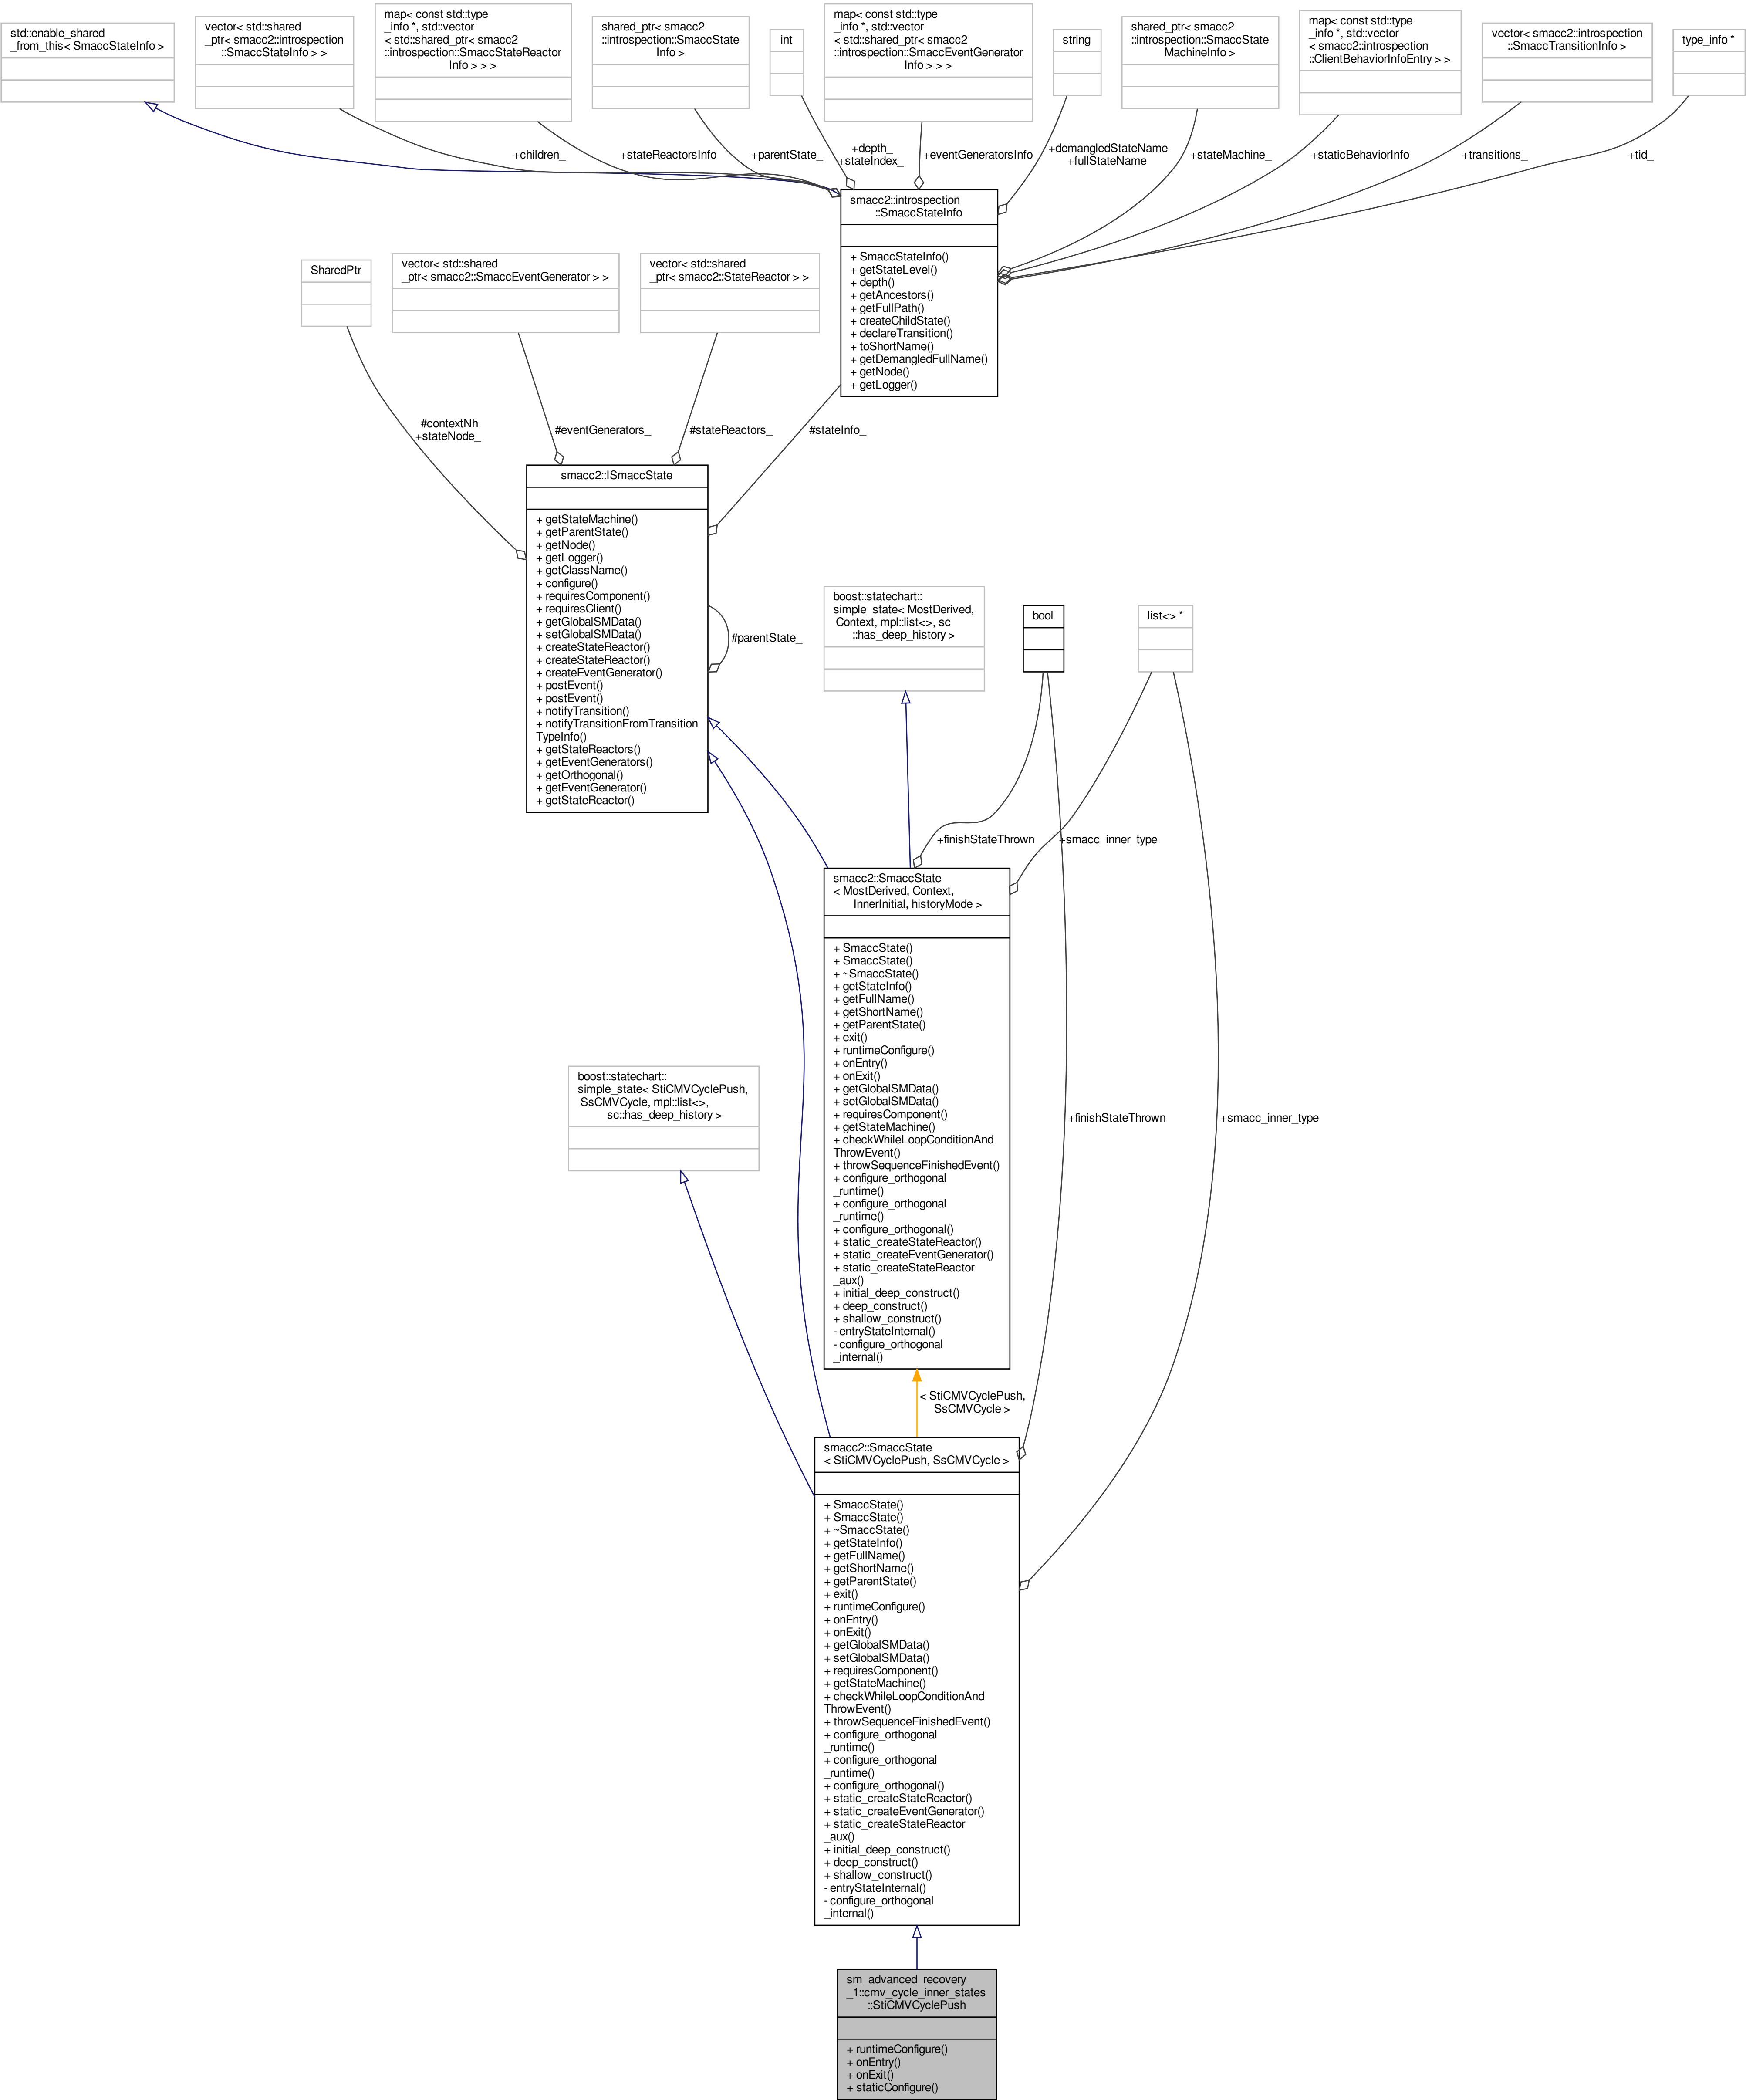 std::enable_shared
_from_this< SmaccStateInfo >
vector< std::shared
_ptr< smacc2::introspection
::SmaccStateInfo > >
map< const std::type
_info *, std::vector
< std::shared_ptr< smacc2
::introspection::SmaccStateReactor
Info > > >
shared_ptr< smacc2
::introspection::SmaccState
Info >
int
map< const std::type
_info *, std::vector
< std::shared_ptr< smacc2
::introspection::SmaccEventGenerator
Info > > >
string
shared_ptr< smacc2
::introspection::SmaccState
MachineInfo >
map< const std::type
_info *, std::vector
< smacc2::introspection
::ClientBehaviorInfoEntry > >
vector< smacc2::introspection
::SmaccTransitionInfo >
type_info *
+children_
+stateReactorsInfo
+parentState_
+depth_
+stateIndex_
+eventGeneratorsInfo
+demangledStateName
+fullStateName
+stateMachine_
+staticBehaviorInfo
+transitions_
+tid_
smacc2::introspection
::SmaccStateInfo
+ SmaccStateInfo()
+ getStateLevel()
+ depth()
+ getAncestors()
+ getFullPath()
+ createChildState()
+ declareTransition()
+ toShortName()
+ getDemangledFullName()
+ getNode()
+ getLogger()
SharedPtr
vector< std::shared
_ptr< smacc2::SmaccEventGenerator > >
vector< std::shared
_ptr< smacc2::StateReactor > >
#contextNh
+stateNode_
#eventGenerators_
#stateReactors_
#stateInfo_
smacc2::ISmaccState
+ getStateMachine()
+ getParentState()
+ getNode()
+ getLogger()
+ getClassName()
+ configure()
+ requiresComponent()
+ requiresClient()
+ getGlobalSMData()
+ setGlobalSMData()
+ createStateReactor()
+ createStateReactor()
+ createEventGenerator()
+ postEvent()
+ postEvent()
+ notifyTransition()
+ notifyTransitionFromTransition
TypeInfo()
+ getStateReactors()
+ getEventGenerators()
+ getOrthogonal()
+ getEventGenerator()
+ getStateReactor()
#parentState_
boost::statechart::
simple_state< MostDerived,
Context, mpl::list<>, sc
::has_deep_history >
bool
list<> *
+finishStateThrown
+smacc_inner_type
smacc2::SmaccState
< MostDerived, Context,
InnerInitial, historyMode >
+ SmaccState()
+ SmaccState()
+ ~SmaccState()
+ getStateInfo()
+ getFullName()
+ getShortName()
+ getParentState()
+ exit()
+ runtimeConfigure()
+ onEntry()
+ onExit()
+ getGlobalSMData()
+ setGlobalSMData()
+ requiresComponent()
+ getStateMachine()
+ checkWhileLoopConditionAnd
ThrowEvent()
+ throwSequenceFinishedEvent()
+ configure_orthogonal
_runtime()
+ configure_orthogonal
_runtime()
+ configure_orthogonal()
+ static_createStateReactor()
+ static_createEventGenerator()
+ static_createStateReactor
_aux()
+ initial_deep_construct()
+ deep_construct()
+ shallow_construct()
- entryStateInternal()
- configure_orthogonal
_internal()
boost::statechart::
simple_state< StiCMVCyclePush,
SsCMVCycle, mpl::list<>,
sc::has_deep_history >
+finishStateThrown
+smacc_inner_type
< StiCMVCyclePush,
SsCMVCycle >
smacc2::SmaccState
< StiCMVCyclePush, SsCMVCycle >
+ SmaccState()
+ SmaccState()
+ ~SmaccState()
+ getStateInfo()
+ getFullName()
+ getShortName()
+ getParentState()
+ exit()
+ runtimeConfigure()
+ onEntry()
+ onExit()
+ getGlobalSMData()
+ setGlobalSMData()
+ requiresComponent()
+ getStateMachine()
+ checkWhileLoopConditionAnd
ThrowEvent()
+ throwSequenceFinishedEvent()
+ configure_orthogonal
_runtime()
+ configure_orthogonal
_runtime()
+ configure_orthogonal()
+ static_createStateReactor()
+ static_createEventGenerator()
+ static_createStateReactor
_aux()
+ initial_deep_construct()
+ deep_construct()
+ shallow_construct()
- entryStateInternal()
- configure_orthogonal
_internal()
sm_advanced_recovery
_1::cmv_cycle_inner_states
::StiCMVCyclePush
+ runtimeConfigure()
+ onEntry()
+ onExit()
+ staticConfigure()